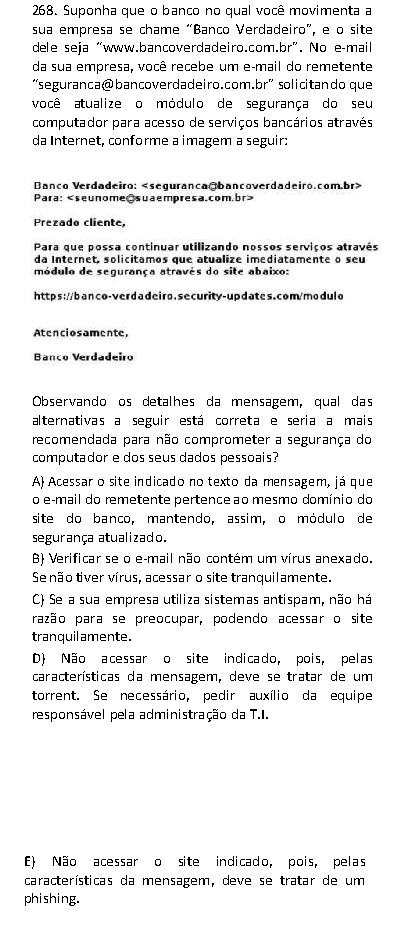 268. Suponha que o banco no qual você movimenta a
sua empresa se chame “Banco Verdadeiro”, e o site
dele seja “www.bancoverdadeiro.com.br”. No e-mail
da sua empresa, você recebe um e-mail do remetente
“seguranca@bancoverdadeiro.com.br” solicitando que
você atualize o módulo de segurança do seu
computador para acesso de serviços bancários através
da Internet, conforme a imagem a seguir:
Banco Verdadeiro: <seguranca@bancoverdadeiro.com.br>
Para: <seunome@suaempresa.com.br>
Prezado cliente,
Para que possa continuar utilizando nossos serviços através
da Internet, solicitamos que atualize imediatamente o seu
módulo de segurança através do site abaixo:
https://banco-verdadeiro.security-updates.com/modulo
Atenciosamente,
Banco Verdadeiro
Observando os detalhes da mensagem, qual das
alternativas a seguir está correta e seria a mais
recomendada para não comprometer a segurança do
computador e dos seus dados pessoais?
A) Acessar o site indicado no texto da mensagem, já que
o e-mail do remetente pertence ao mesmo domínio do
site do banco, mantendo, assim, o módulo de
segurança atualizado.
B) Verificar se o e-mail não contém um vírus anexado.
Se não tiver vírus, acessar o site tranquilamente.
C) Se a sua empresa utiliza sistemas antispam, não há
razão para se preocupar, podendo acessar o site
tranquilamente.
D) Não acessar o site indicado, pois, pelas
características da mensagem, deve se tratar de um
torrent. Se necessário, pedir auxílio da equipe
responsável pela administração da T.I.
E) Não acessar o site indicado, pois, pelas
características da mensagem, deve se tratar de um
phishing.